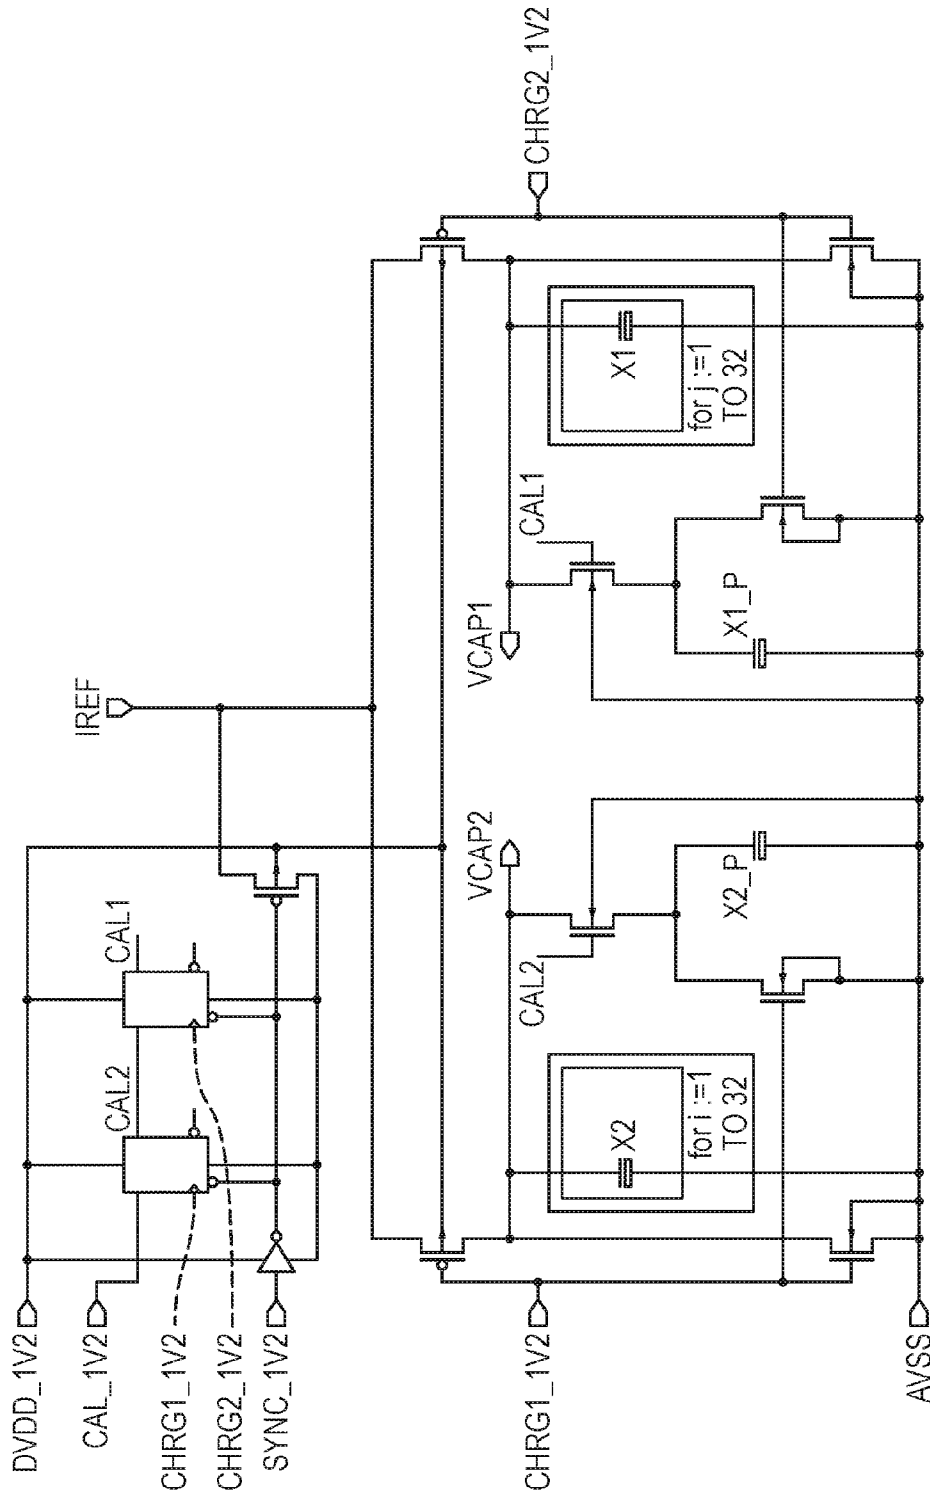 DVDD_1V2
CAL_1V2
CHRG1_1V2
CHRG2_1V2
SYNC_1V2
CAL2
CAL1
IREF
CHRG1_1V2
CHRG2_1V2
CAL2
VCAP2
VCAP1
CAL1
X2
for i :=1
TO 32
X2_P
X1_P
X1
for j :=1
TO 32
AVSS